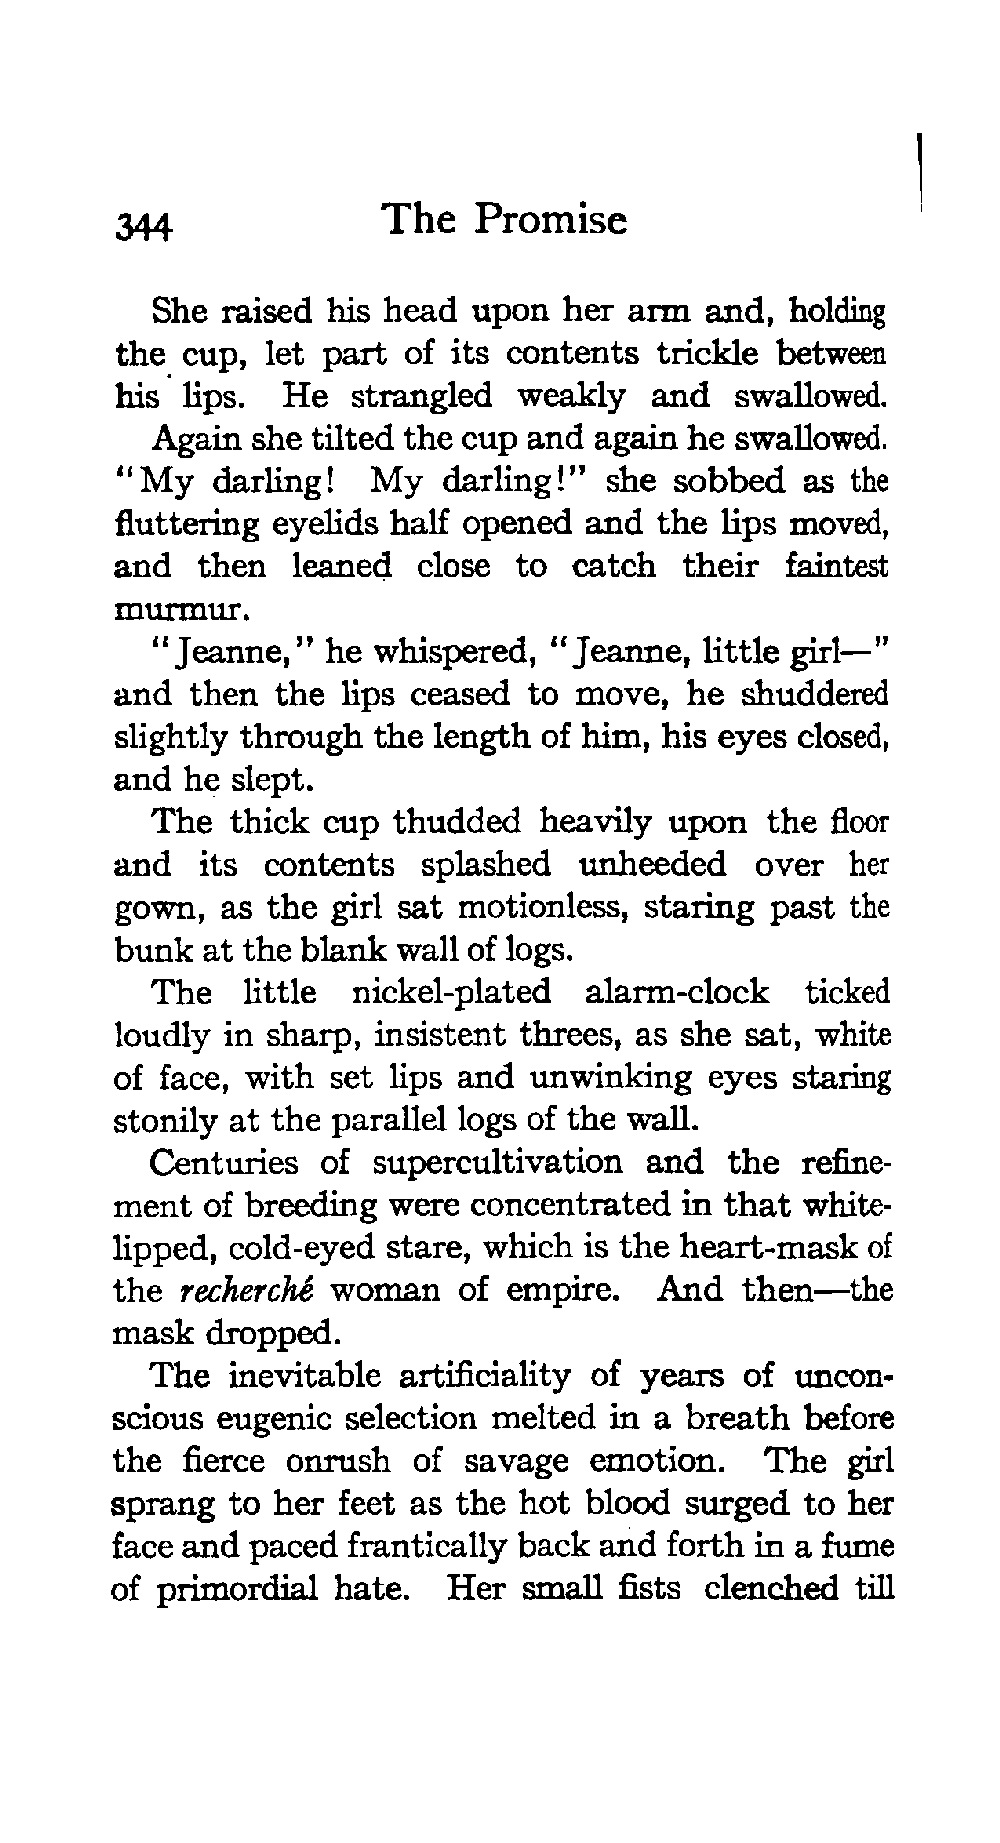 344 The Promise
She raised his head upon her arm and, holding
the cup, let part of its contents trickle between
his lips. He strangled weakly and swallowed.
Again she tilted the cup and again he swallowed.
"My darling! My darling!" she sobbed as the
fluttering eyelids half opened and the lips moved,
and then leaned close to catch their faintest
murmur.
"Jeanne," he whispered, "Jeanne, little girl—"
and then the lips ceased to move, he shuddered
slightly through the length of him, his eyes closed,
and he slept.
The thick cup thudded heavily upon the floor
and its contents splashed unheeded over her
gown, as the girl sat motionless, staring past the
bunk at the blank wall of logs.
The little nickel-plated alarm-clock ticked
loudly in sharp, insistent threes, as she sat, white
of face, with set lips and unwinking eyes staring
stonily at the parallel logs of the wall.
Centuries of supercultivation and the refine-
ment of breeding were concentrated in that white-
lipped, cold-eyed stare, which is the heart-mask of
the recherché woman of empire. And then—the
mask dropped.
The inevitable artificiality of years of uncon-
scious eugenic selection melted in a breath before
the fierce onrush of savage emotion. The girl
sprang to her feet as the hot blood surged to her
face and paced frantically back and forth in a fume
of primordial hate. Her small fists clenched till